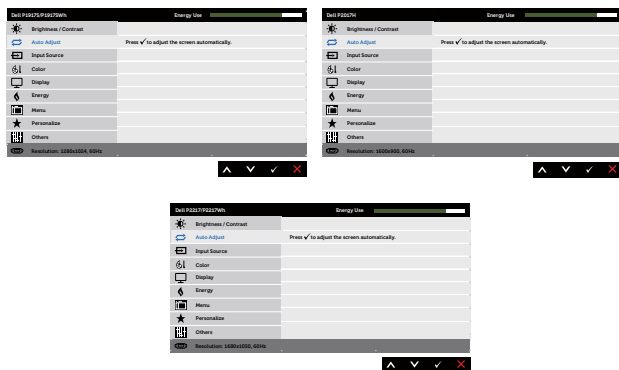 Dell P1917S/P1917SWh Energy Use
Brightness / Contrast
Auto Adjust Press ✓ to adjust the screen automatically.
Input Source
Color
Display
Energy
Menu
Personalize
Others
Resolution: 1280x1024, 60Hz
Dell P2017H Energy Use
Brightness / Contrast
Auto Adjust Press ✓ to adjust the screen automatically.
Input Source
Color
Display
Energy
Menu
Personalize
Others
Resolution: 1600x900, 60Hz
Dell P2217/P2217Wh Energy Use
Brightness / Contrast
Auto Adjust Press ✓ to adjust the screen automatically.
Input Source
Color
Display
Energy
Menu
Personalize
Others
Resolution: 1680x1050, 60Hz